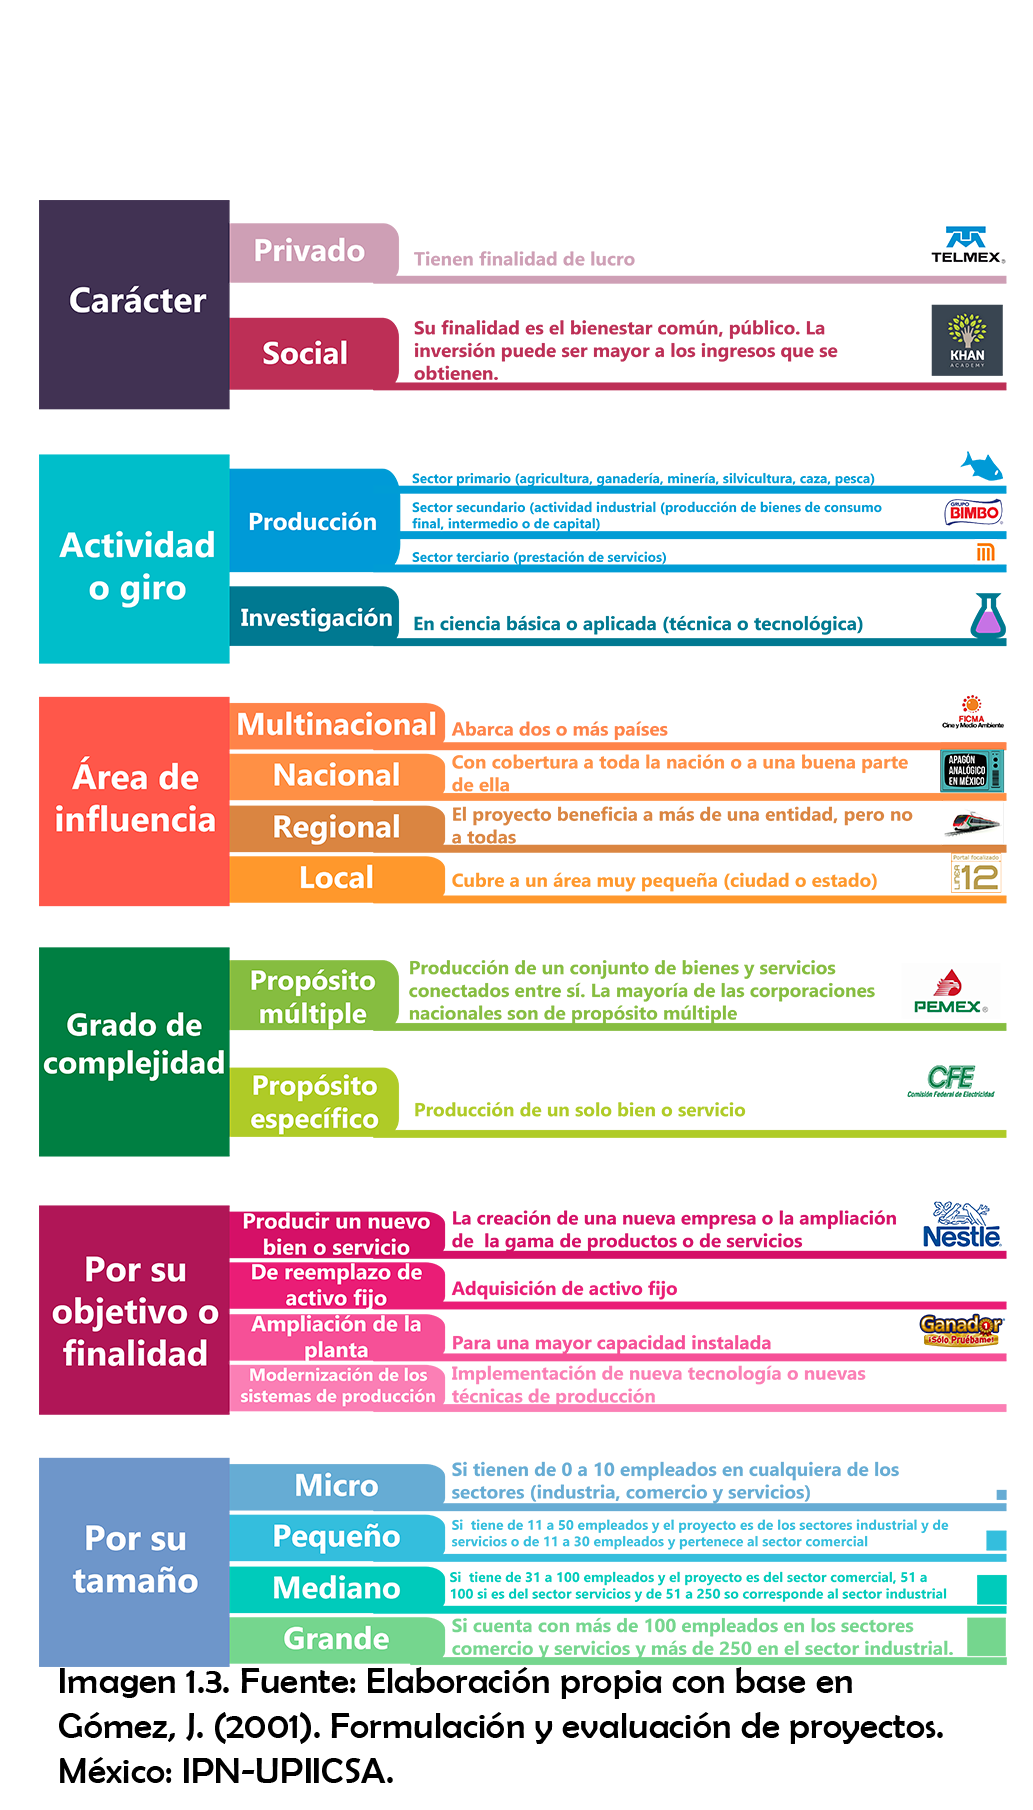 Carácter
Privado
Tienen finalidad de lucro
TELMEX®
Social
Su finalidad es el bienestar común, público. La
inversión puede ser mayor a los ingresos que se
obtienen.
KHAN
ACADEMY
Actividad
o giro
Producción
Sector primario (agricultura, ganadería, minería, silvicultura, caza, pesca)
Sector secundario (actividad industrial (producción de bienes de consumo
final, intermedio o de capital)
GRUPO
BIMBO®
Sector terciario (prestación de servicios)
Investigación
En ciencia básica o aplicada (técnica o tecnológica)
Área de
influencia
Multinacional
Abarca dos o más países
FICMA
Cine y Medio Ambiente
Nacional
Con cobertura a toda la nación o a una buena parte
de ella
APAGÓN
ANALÓGICO
EN MÉXICO
Regional
El proyecto beneficia a más de una entidad, pero no
a todas
Local
Cubre a un área muy pequeña (ciudad o estado)
Portal focalizado
LINEA
12
Grado de
complejidad
Propósito
múltiple
Producción de un conjunto de bienes y servicios
conectados entre sí. La mayoría de las corporaciones
nacionales son de propósito múltiple
PEMEX®
Propósito
específico
Producción de un solo bien o servicio
CFE
Comisión Federal de Electricidad
Por su
objetivo o
finalidad
Producir un nuevo
bien o servicio
La creación de una nueva empresa o la ampliación
de  la gama de productos o de servicios
Nestlé®
De reemplazo de
activo fijo
Adquisición de activo fijo
Ampliación de la
planta
Para una mayor capacidad instalada
Ganador
1
¡Sólo Pruébame!
Modernización de los
sistemas de producción
Implementación de nueva tecnología o nuevas
técnicas de producción
Por su
tamaño
Micro
Si tienen de 0 a 10 empleados en cualquiera de los
sectores (industria, comercio y servicios)
Pequeño
Si  tiene de 11 a 50 empleados y el proyecto es de los sectores industrial y de
servicios o de 11 a 30 empleados y pertenece al sector comercial
Mediano
Si  tiene de 31 a 100 empleados y el proyecto es del sector comercial, 51 a
100 si es del sector servicios y de 51 a 250 so corresponde al sector industrial
Grande
Si cuenta con más de 100 empleados en los sectores
comercio y servicios y más de 250 en el sector industrial.
Imagen 1.3. Fuente: Elaboración propia con base en
Gómez, J. (2001). Formulación y evaluación de proyectos.
México: IPN-UPIICSA.